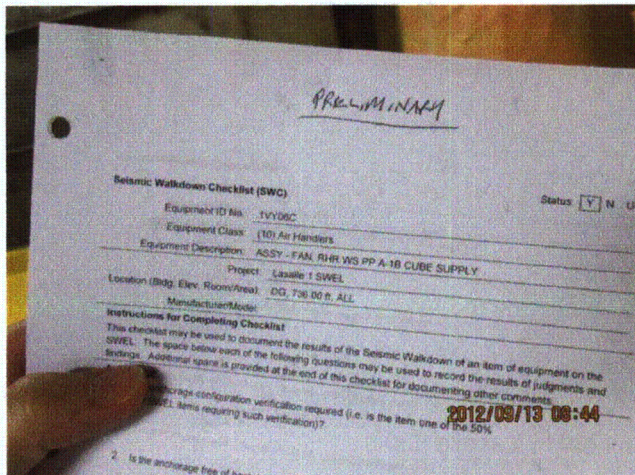 PRELIMINARY
Seismic Walkdown Checklist (SWC)
Status Y N U
Equipment ID No. 1VY06C
Equipment Class (10) Air Handlers
Equipment Description: ASSY - FAN, RHR WS PP A-1B CUBE SUPPLY
Project: Lasalle 1 SWEL
Location (Bldg, Elev, Room/Area): DG, 736.00 ft, ALL
Manufacturer/Model:
Instructions for Completing Checklist
This checklist may be used to document the results of the Seismic Walkdown of an item of equipment on the
SWEL. The space below each of the following questions may be used to record the results of judgments and
findings. Additional space is provided at the end of this checklist for documenting other comments.
configuration verification required (i.e. is the item one of the 50%
items requiring such verification)?
2012/09/13 08:44
2. Is the anchorage free of